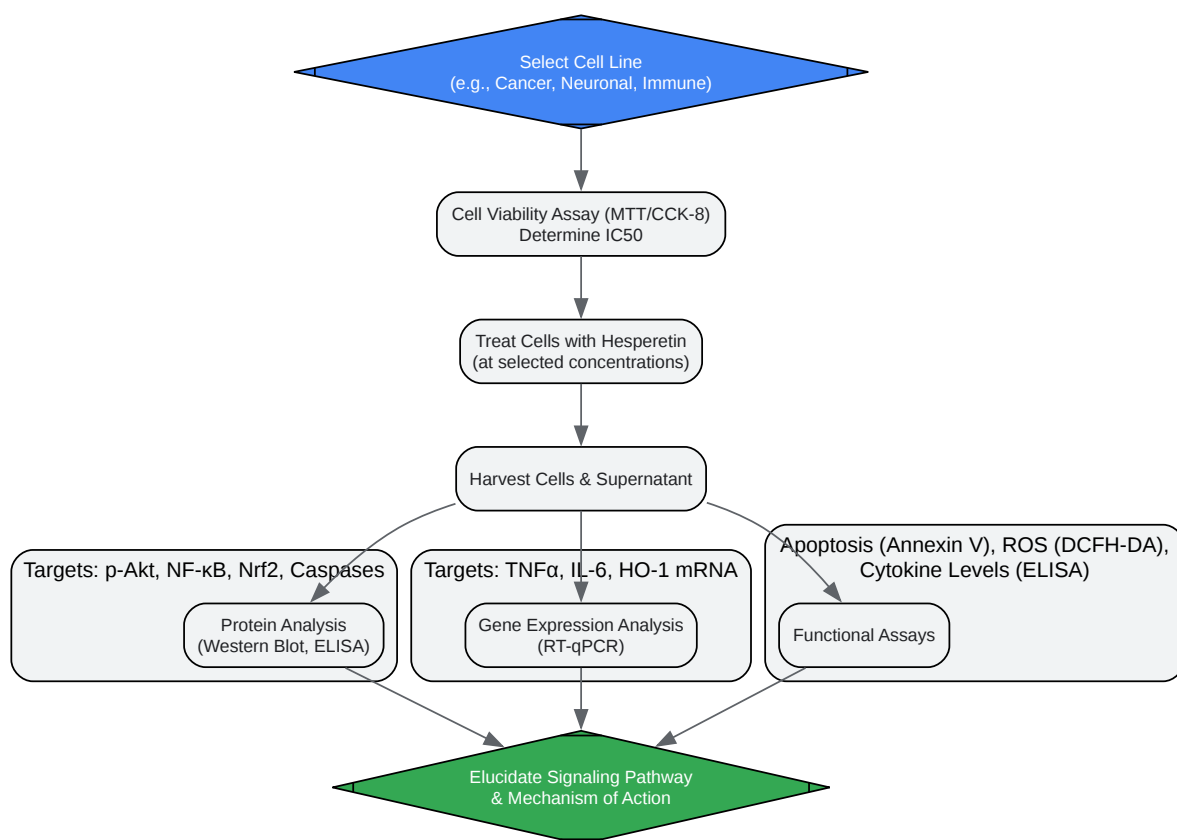 Select Cell Line
(e.g., Cancer, Neuronal, Immune)
Cell Viability Assay (MTT/CCK-8)
Determine IC50
Treat Cells with Hesperetin
(at selected concentrations)
Harvest Cells & Supernatant
Targets: p-Akt, NF-κB, Nrf2, Caspases
Protein Analysis
(Western Blot, ELISA)
Targets: TNFα, IL-6, HO-1 mRNA
Gene Expression Analysis
(RT-qPCR)
Apoptosis (Annexin V), ROS (DCFH-DA),
Cytokine Levels (ELISA)
Functional Assays
Elucidate Signaling Pathway
& Mechanism of Action